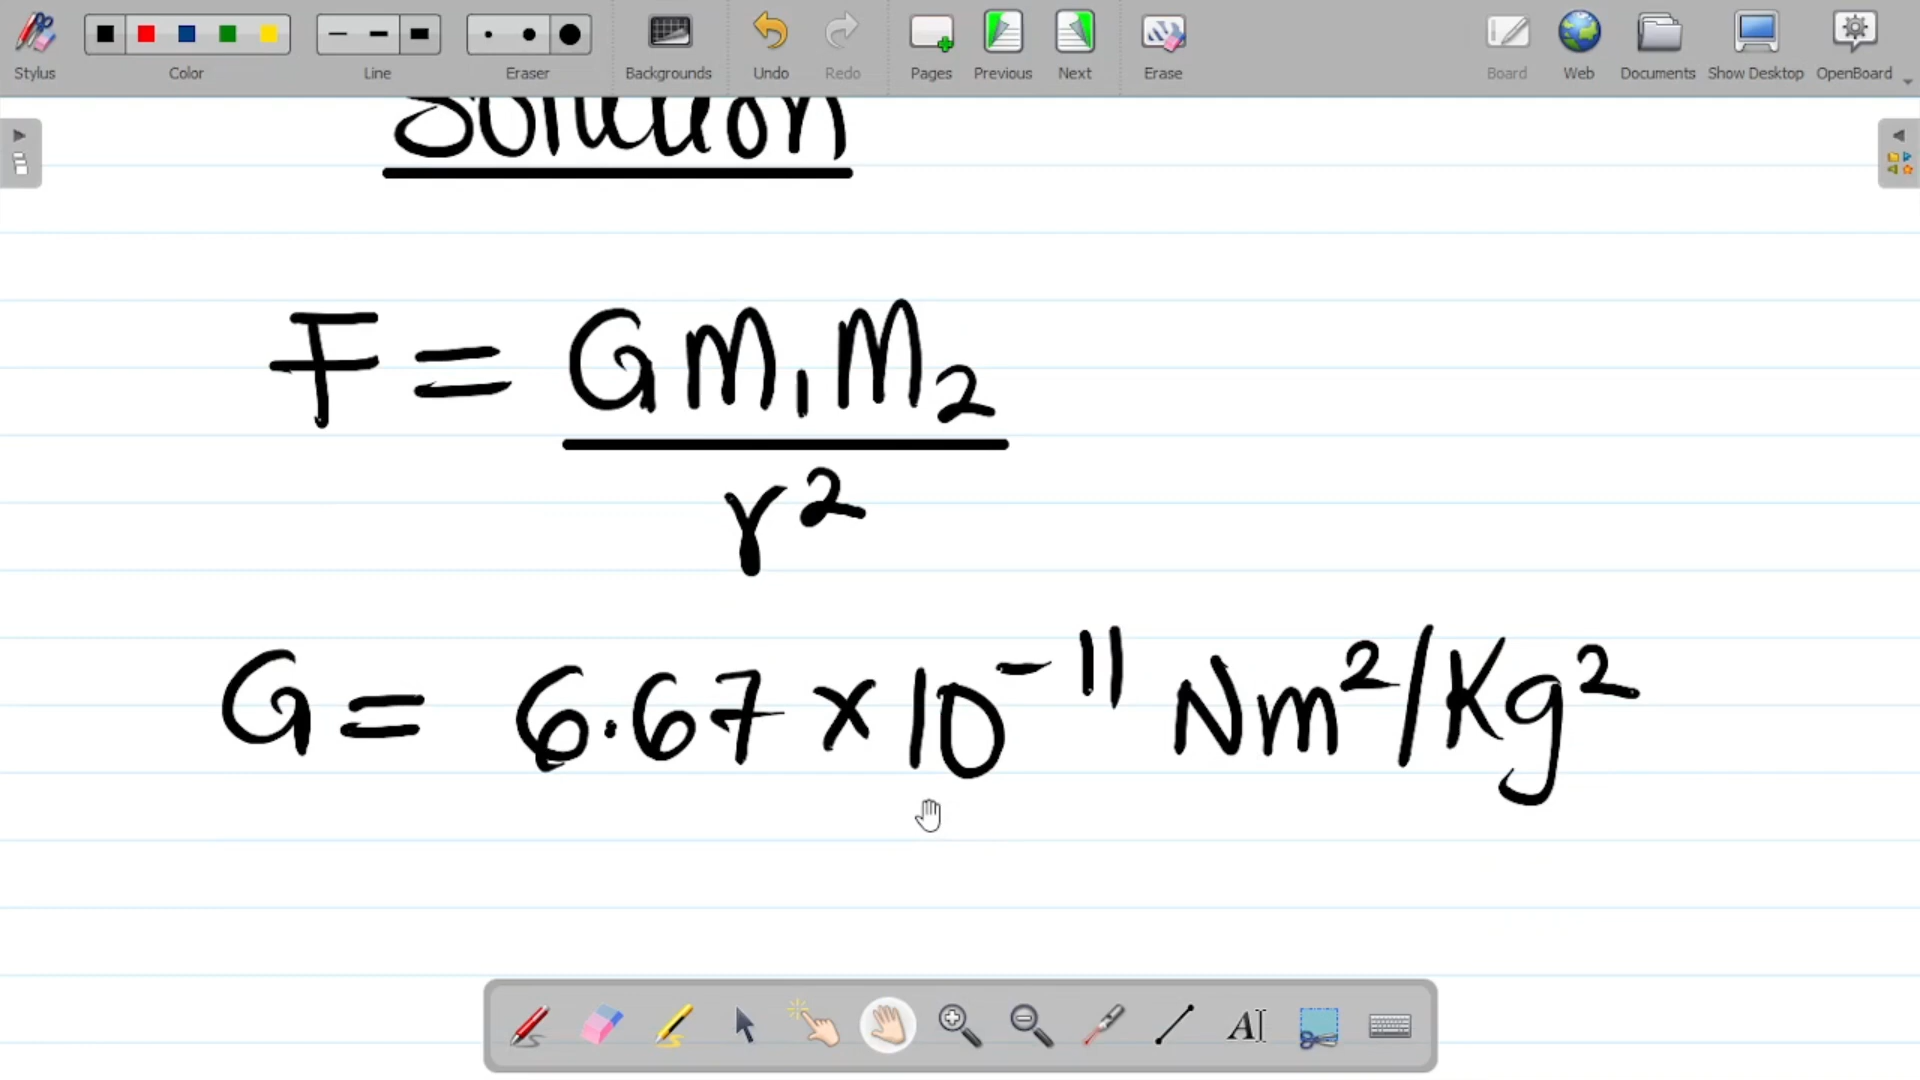 Stylus Color Line Eraser Backgrounds Undo Redo Pages Previous Next Erase Board Web Documents Show Desktop OpenBoard
Solution
F = GM₁M₂
r²
G = 6.67 × 10⁻¹¹ Nm²/Kg²